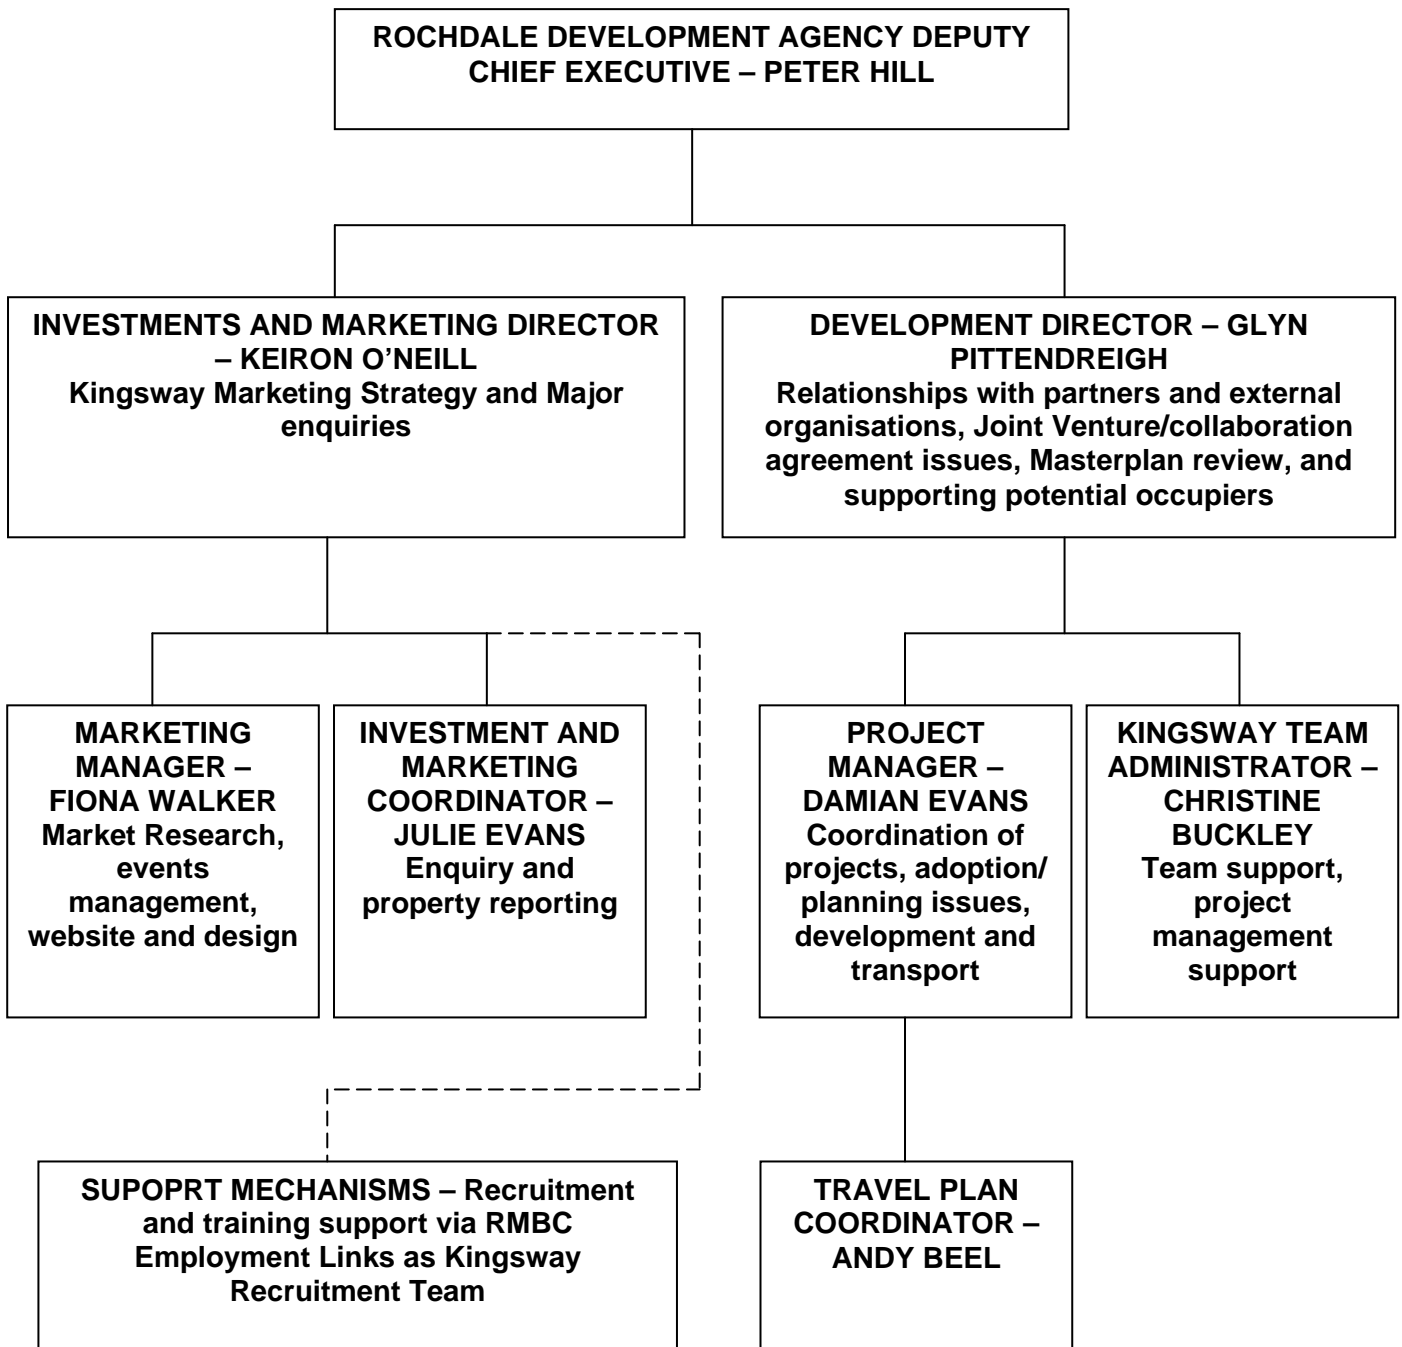 ROCHDALE DEVELOPMENT AGENCY DEPUTY
CHIEF EXECUTIVE – PETER HILL
INVESTMENTS AND MARKETING DIRECTOR
– KEIRON O’NEILL
Kingsway Marketing Strategy and Major
enquiries
DEVELOPMENT DIRECTOR – GLYN
PITTENDREIGH
Relationships with partners and external
organisations, Joint Venture/collaboration
agreement issues, Masterplan review, and
supporting potential occupiers
MARKETING
MANAGER –
FIONA WALKER
Market Research,
events
management,
website and design
INVESTMENT AND
MARKETING
COORDINATOR –
JULIE EVANS
Enquiry and
property reporting
PROJECT
MANAGER –
DAMIAN EVANS
Coordination of
projects, adoption/
planning issues,
development and
transport
KINGSWAY TEAM
ADMINISTRATOR –
CHRISTINE
BUCKLEY
Team support,
project
management
support
SUPOPRT MECHANISMS – Recruitment
and training support via RMBC
Employment Links as Kingsway
Recruitment Team
TRAVEL PLAN
COORDINATOR –
ANDY BEEL